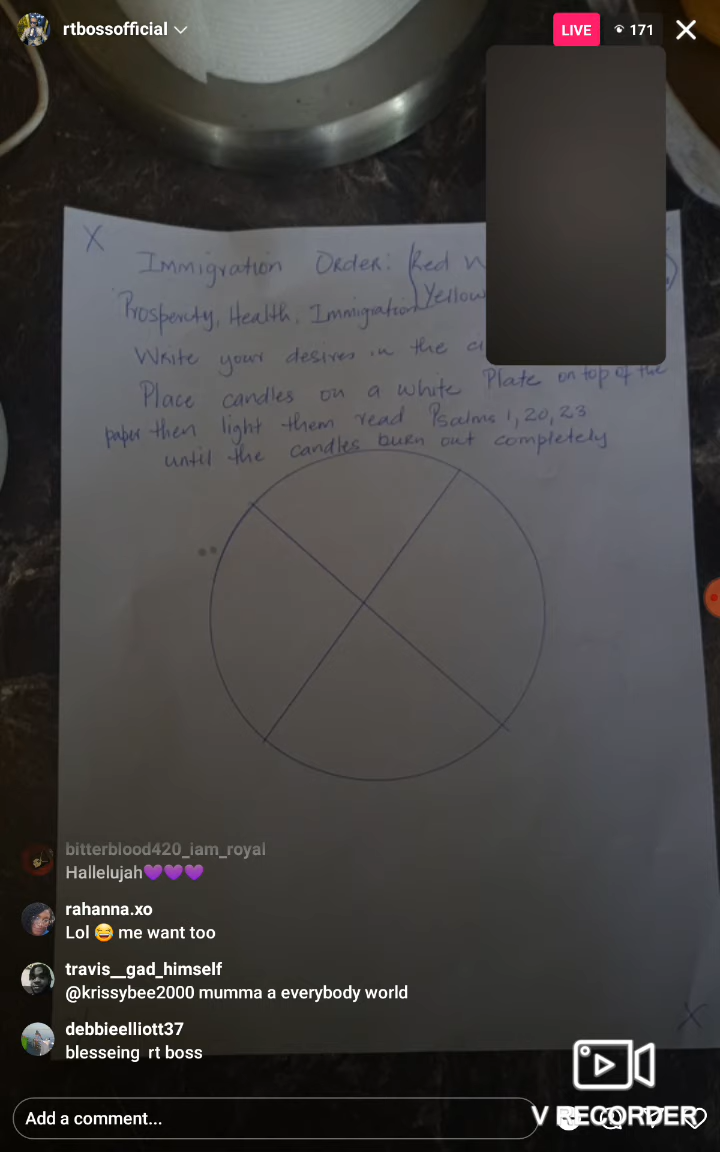 rtbossofficial
LIVE
171
X
Immigration Order: (Red
Prosperity, Health, Immigration Yellow
Write your desires in the
Place candles on a white Plate on top of the
paper then light them read Psalms 1, 20, 23
until the candles burn out completely
X
bitterblood420_iam_royal
Hallelujah💜💜💜
rahanna.xo
Lol 😂 me want too
travis__gad_himself
@krissybee2000 mumma a everybody world
debbieelliott37
blesseing rt boss
Add a comment...
V RECORDER